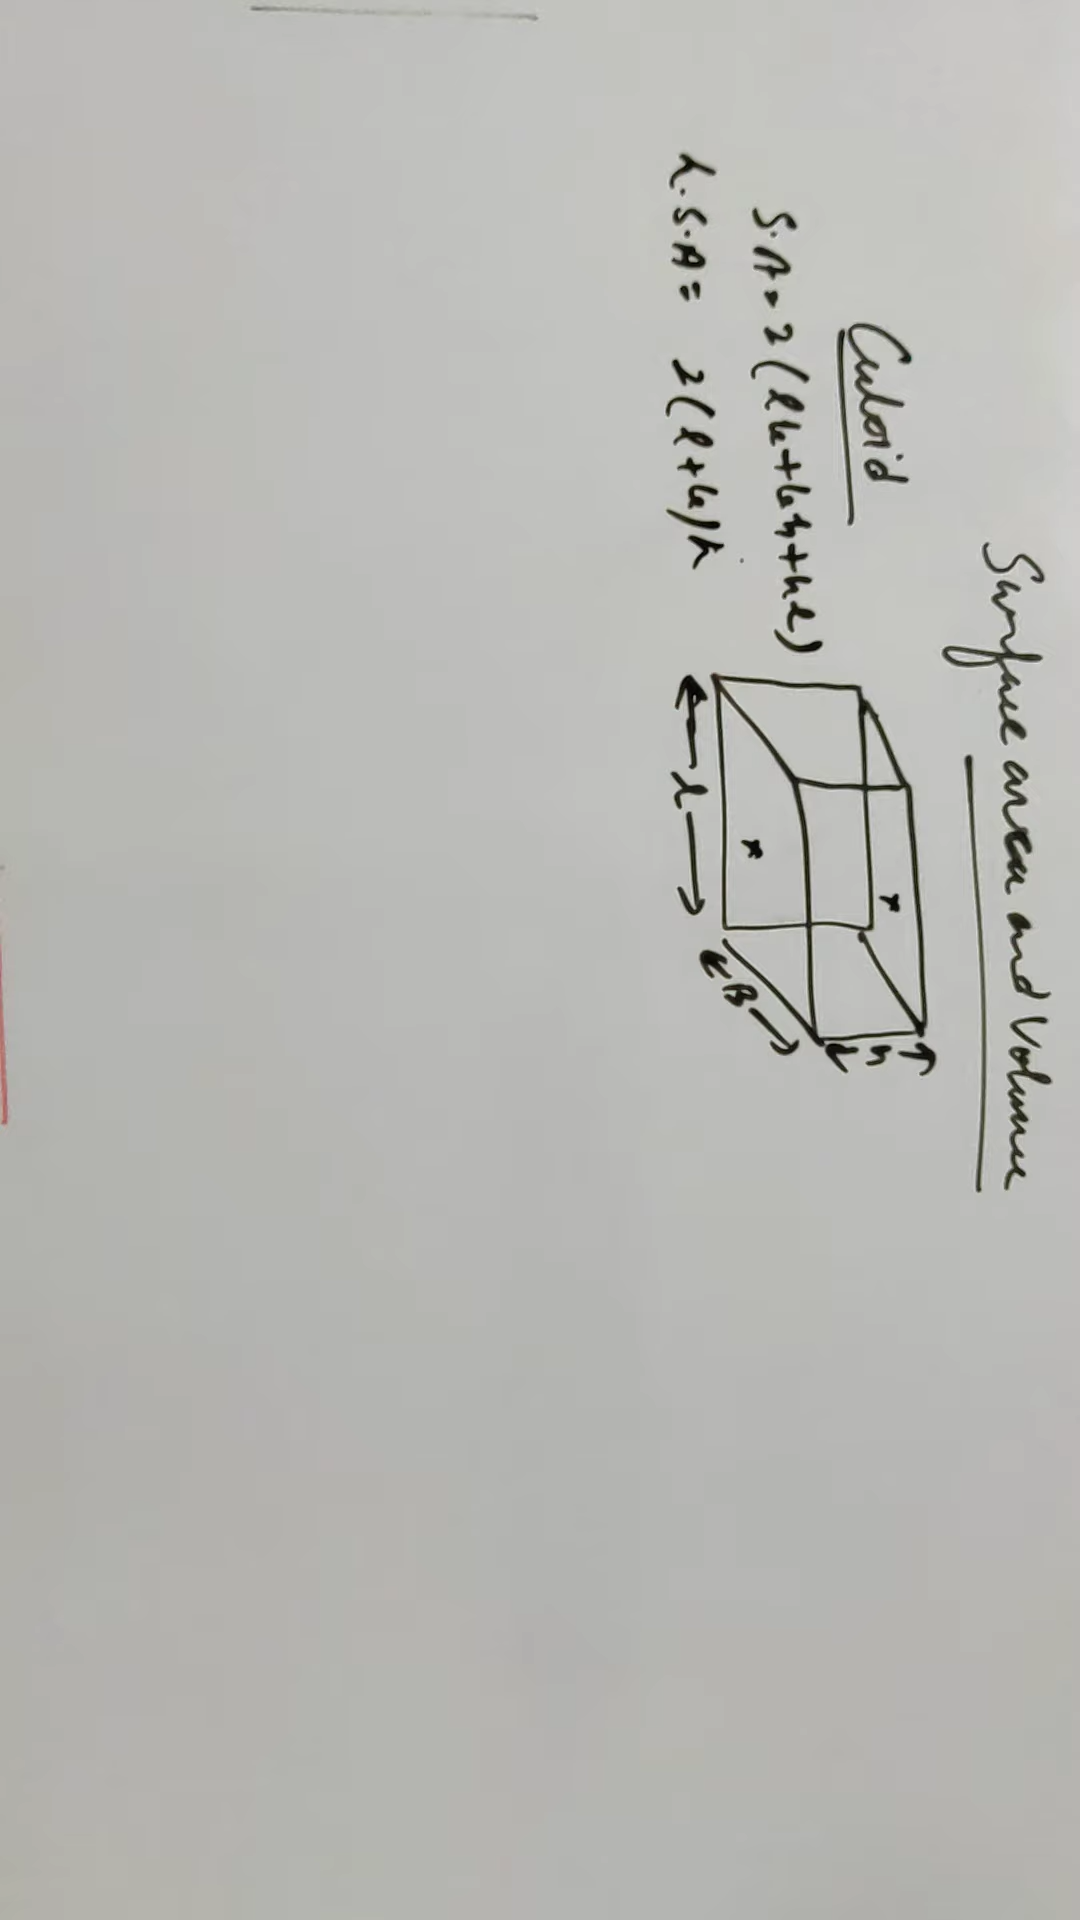 Surface area and Volume
Cuboid
S.A = 2(lb+bh+hl)
L.S.A = 2(l+b)h
x
x
h
B
l